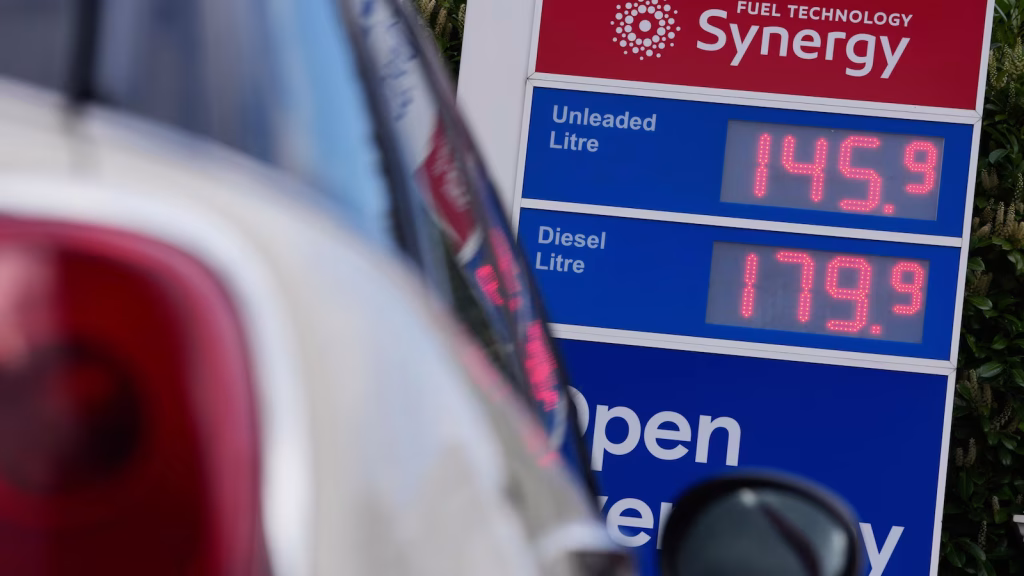 FUEL TECHNOLOGY
Synergy
Unleaded
Litre
145.9
Diesel
Litre
179.9
Open